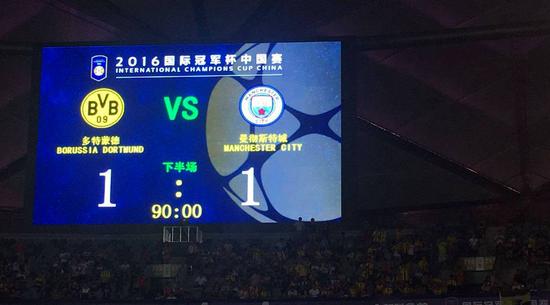 2016国际冠军杯中国赛
INTERNATIONAL CHAMPIONS CUP CHINA
BVB
09
VS
MANCHESTER
CITY
多特蒙德
BORUSSIA DORTMUND
曼彻斯特城
MANCHESTER CITY
下半场
1 : 1
90:00